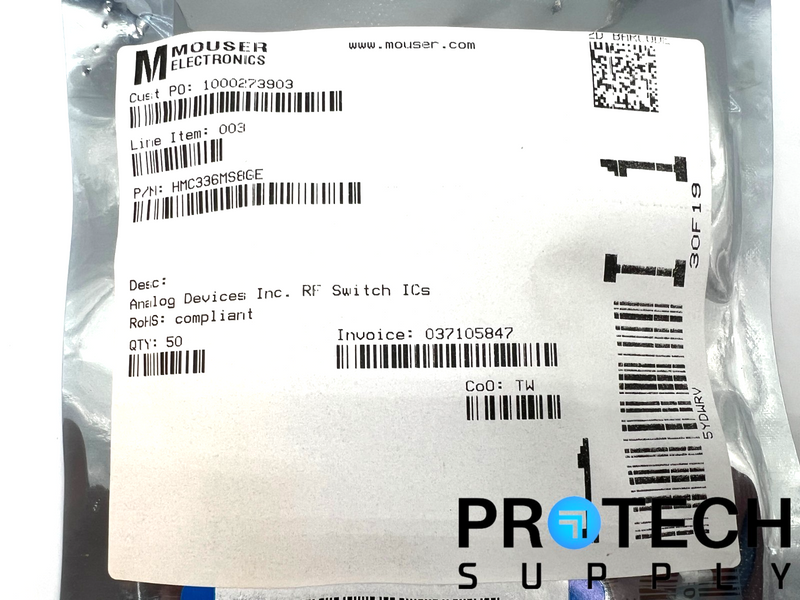 MOUSER
ELECTRONICS
www.mouser.com
2D BARCODE
Cust PO: 1000273903
Line Item: 003
P/N: HMC336MS8GE
1
I
30F19
Desc:
Analog Devices Inc. RF Switch ICs
RoHS: compliant
QTY: 50
Invoice: 037105847
CoO: TW
5YDWRV
PROTECH
SUPPLY